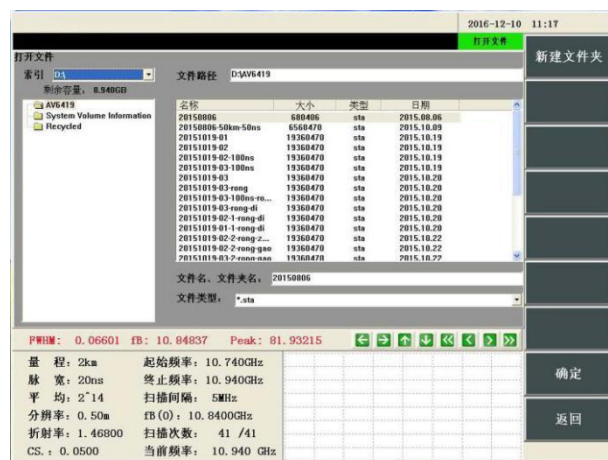 2016-12-10 11:17
打开文件
打开文件
新建文件夹
索引 D:\
文件路径 D:\AV6419
剩余容量: 8.940GB
AV6419
System Volume Information
Recycled
名称 大小 类型 日期
20150806 680406 sta 2015.08.06
20150806-50km-50ns 6560470 sta 2015.10.09
20151019-01 19360470 sta 2015.10.19
20151019-02 19360470 sta 2015.10.19
20151019-02-100ns 19360470 sta 2015.10.19
20151019-03-100ns 19360470 sta 2015.10.19
20151019-03 19360470 sta 2015.10.20
20151019-03-rong 19360470 sta 2015.10.20
20151019-03-100ns-ro... 19360470 sta 2015.10.20
20151019-03-rong-di 19360470 sta 2015.10.20
20151019-02-1-rong-di 19360470 sta 2015.10.20
20151019-01-1-rong-di 19360470 sta 2015.10.20
20151019-02-2-rong-z... 19360470 sta 2015.10.22
20151019-02-2-rong-gao 19360470 sta 2015.10.22
20151019-03-2-rong-gao 19360470 sta 2015.10.22
文件名、文件夹名: 20150806
文件类型: *.sta
FWHM: 0.06601 fB: 10.84837 Peak: 81.93215
量 程: 2km 起始频率: 10.740GHz
脉 宽: 20ns 终止频率: 10.940GHz
平 均: 2^14 扫描间隔: 5MHz
分辨率: 0.50m fB(0): 10.8400GHz
折射率: 1.46800 扫描次数: 41 /41
CS.: 0.0500 当前频率: 10.940 GHz
确定
返回